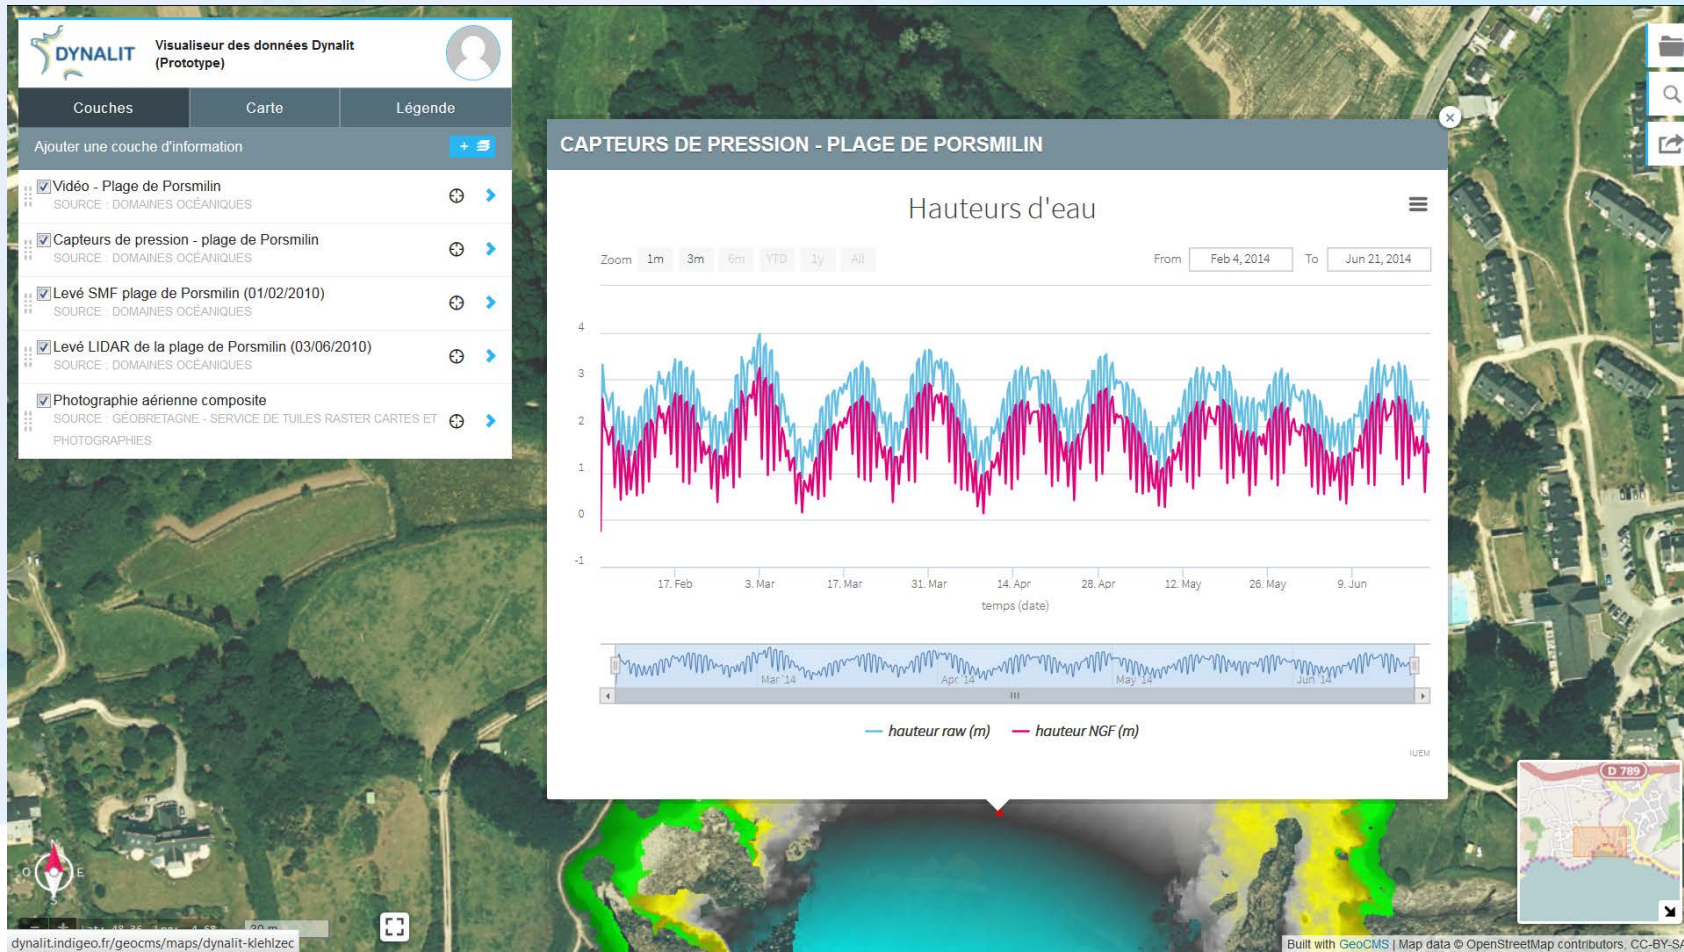 DYNALIT
Visualiseur des données Dynalit
(Prototype)
Couches
Carte
Légende
Ajouter une couche d'information
+
Vidéo - Plage de Porsmilin
SOURCE : DOMAINES OCÉANIQUES
Capteurs de pression - plage de Porsmilin
SOURCE : DOMAINES OCÉANIQUES
Levé SMF plage de Porsmilin (01/02/2010)
SOURCE : DOMAINES OCÉANIQUES
Levé LIDAR de la plage de Porsmilin (03/06/2010)
SOURCE : DOMAINES OCÉANIQUES
Photographie aérienne composite
SOURCE : GÉOBRETAGNE - SERVICE DE TUILES RASTER CARTES ET
PHOTOGRAPHIES
CAPTEURS DE PRESSION - PLAGE DE PORSMILIN
Hauteurs d'eau
Zoom 1m 3m 6m YTD 1y All
From Feb 4, 2014 To Jun 21, 2014
4
3
2
1
0
-1
17. Feb 3. Mar 17. Mar 31. Mar 14. Apr 28. Apr 12. May 26. May 9. Jun
temps (date)
Mar '14 Apr '14 May '14 Jun '14
hauteur raw (m) hauteur NGF (m)
IUEM
D 789
O E
S
30 m
dynalit.indigeo.fr/geocms/maps/dynalit-klehlzec
Built with GeoCMS | Map data © OpenStreetMap contributors, CC-BY-SA